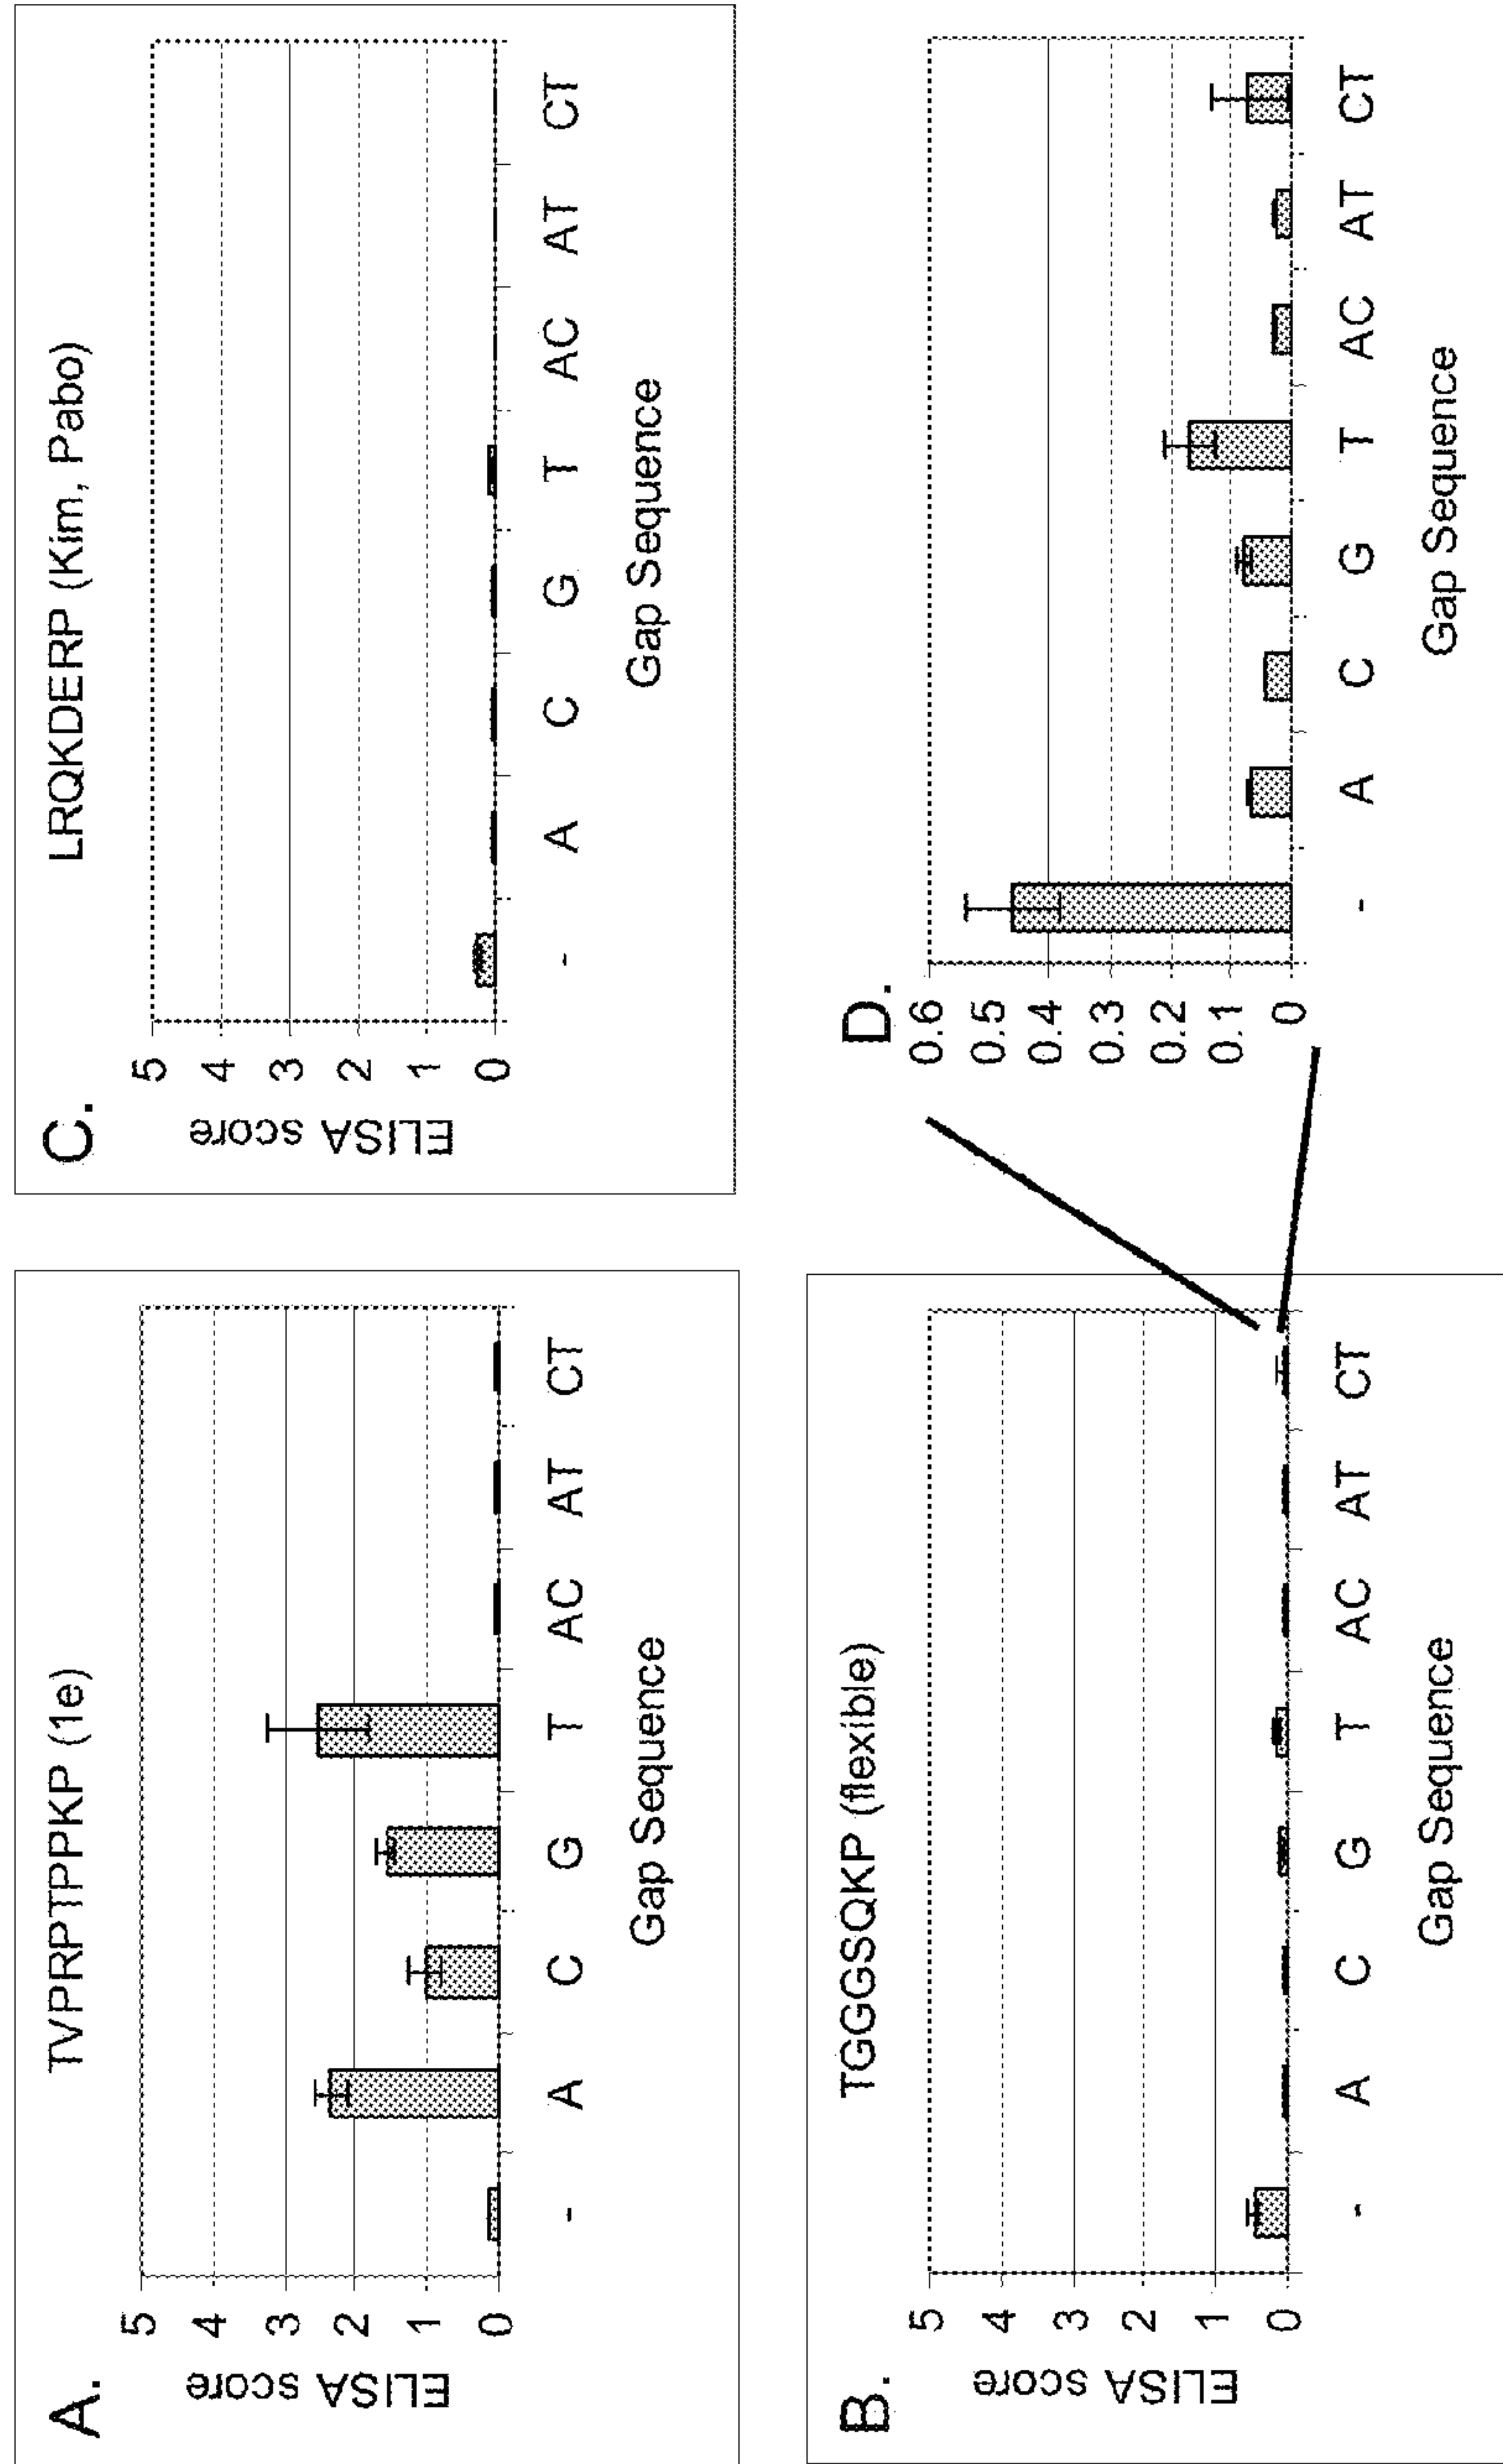 A.
TVPRPTPPKP (1e)
ELISA score
5
4
3
2
1
0
- A C G T AC AT CT
Gap Sequence
B.
TGGGSQKP (flexible)
ELISA score
5
4
3
2
1
0
- A C G T AC AT CT
Gap Sequence
C.
LRQKDERP (Kim, Pabo)
ELISA score
5
4
3
2
1
0
- A C G T AC AT CT
Gap Sequence
D.
0.6
0.5
0.4
0.3
0.2
0.1
0
- A C G T AC AT CT
Gap Sequence